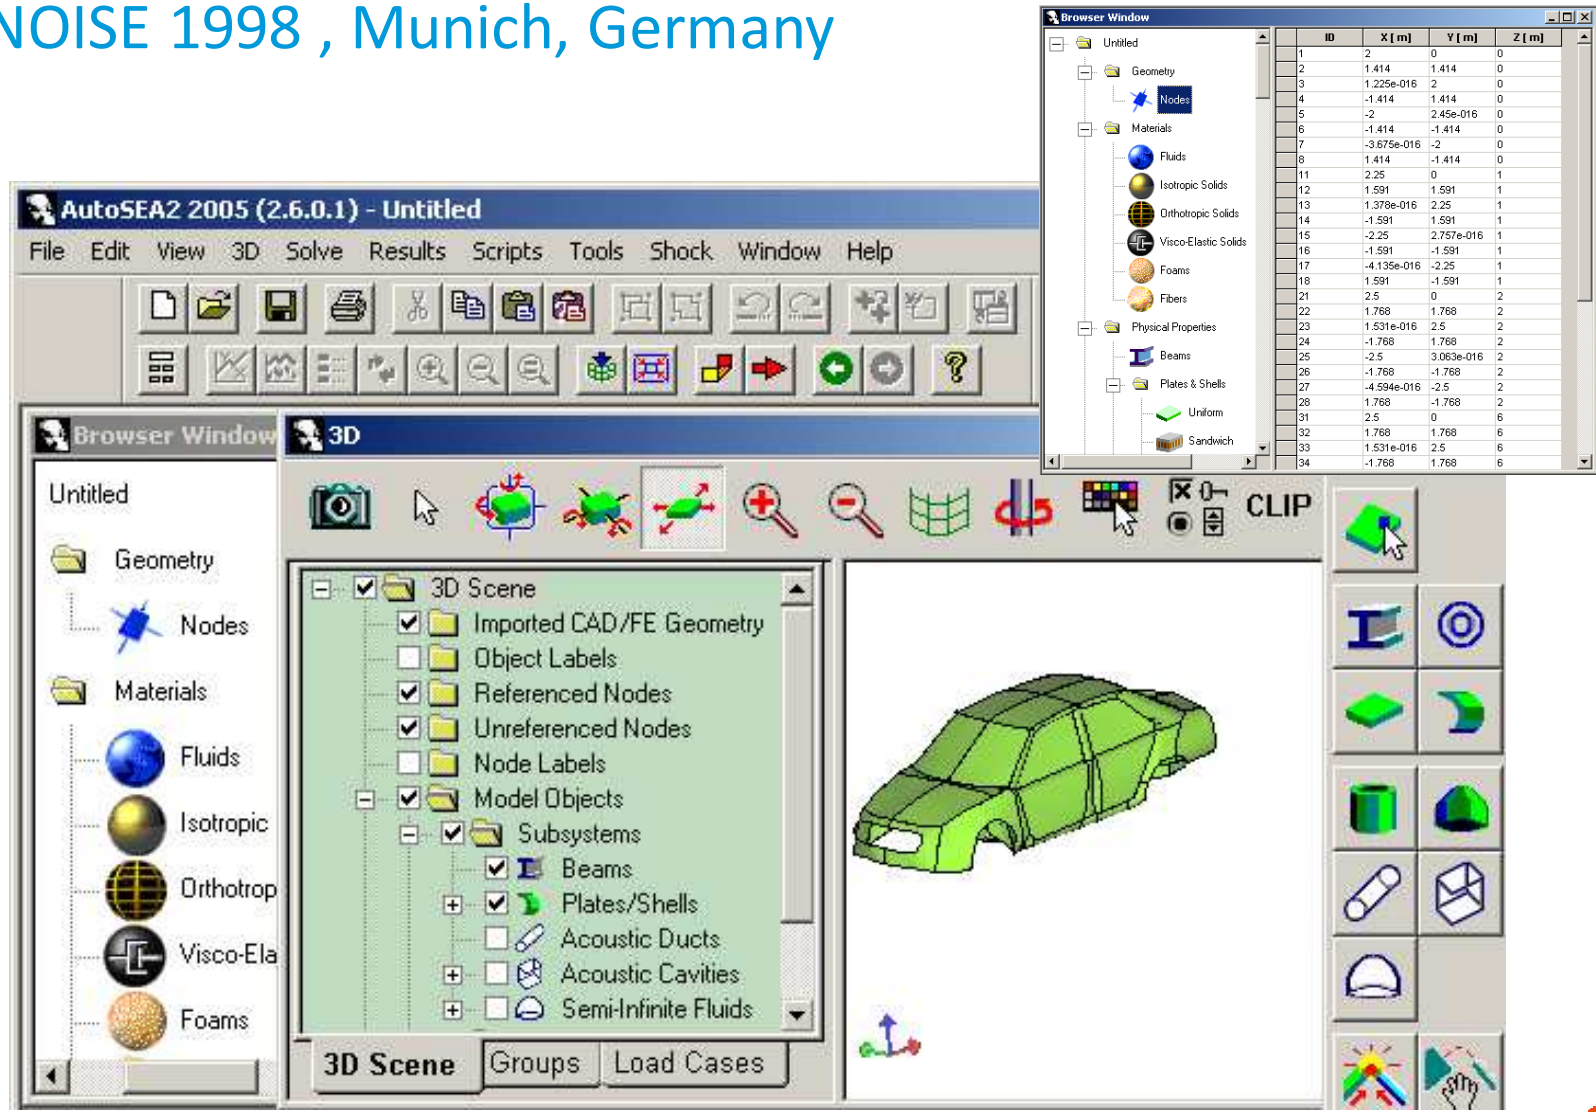 NOISE 1998 , Munich, Germany
Browser Window
Untitled
Geometry
Nodes
Materials
Fluids
Isotropic Solids
Orthotropic Solids
Visco-Elastic Solids
Foams
Fibers
Physical Properties
Beams
Plates & Shells
Uniform
Sandwich
ID X [ m] Y [ m] Z [ m]
1 2 0 0
2 1.414 1.414 0
3 1.225e-016 2 0
4 -1.414 1.414 0
5 -2 2.45e-016 0
6 -1.414 -1.414 0
7 -3.675e-016 -2 0
8 1.414 -1.414 0
11 2.25 0 1
12 1.591 1.591 1
13 1.378e-016 2.25 1
14 -1.591 1.591 1
15 -2.25 2.757e-016 1
16 -1.591 -1.591 1
17 -4.135e-016 -2.25 1
18 1.591 -1.591 1
21 2.5 0 2
22 1.768 1.768 2
23 1.531e-016 2.5 2
24 -1.768 1.768 2
25 -2.5 3.063e-016 2
26 -1.768 -1.768 2
27 -4.594e-016 -2.5 2
28 1.768 -1.768 2
31 2.5 0 6
32 1.768 1.768 6
33 1.531e-016 2.5 6
34 -1.768 1.768 6
AutoSEA2 2005 (2.6.0.1) - Untitled
File Edit View 3D Solve Results Scripts Tools Shock Window Help
Browser Window
Untitled
Geometry
Nodes
Materials
Fluids
Isotropic
Orthotrop
Visco-Ela
Foams
3D
CLIP
3D Scene
Imported CAD/FE Geometry
Object Labels
Referenced Nodes
Unreferenced Nodes
Node Labels
Model Objects
Subsystems
Beams
Plates/Shells
Acoustic Ducts
Acoustic Cavities
Semi-Infinite Fluids
3D Scene Groups Load Cases